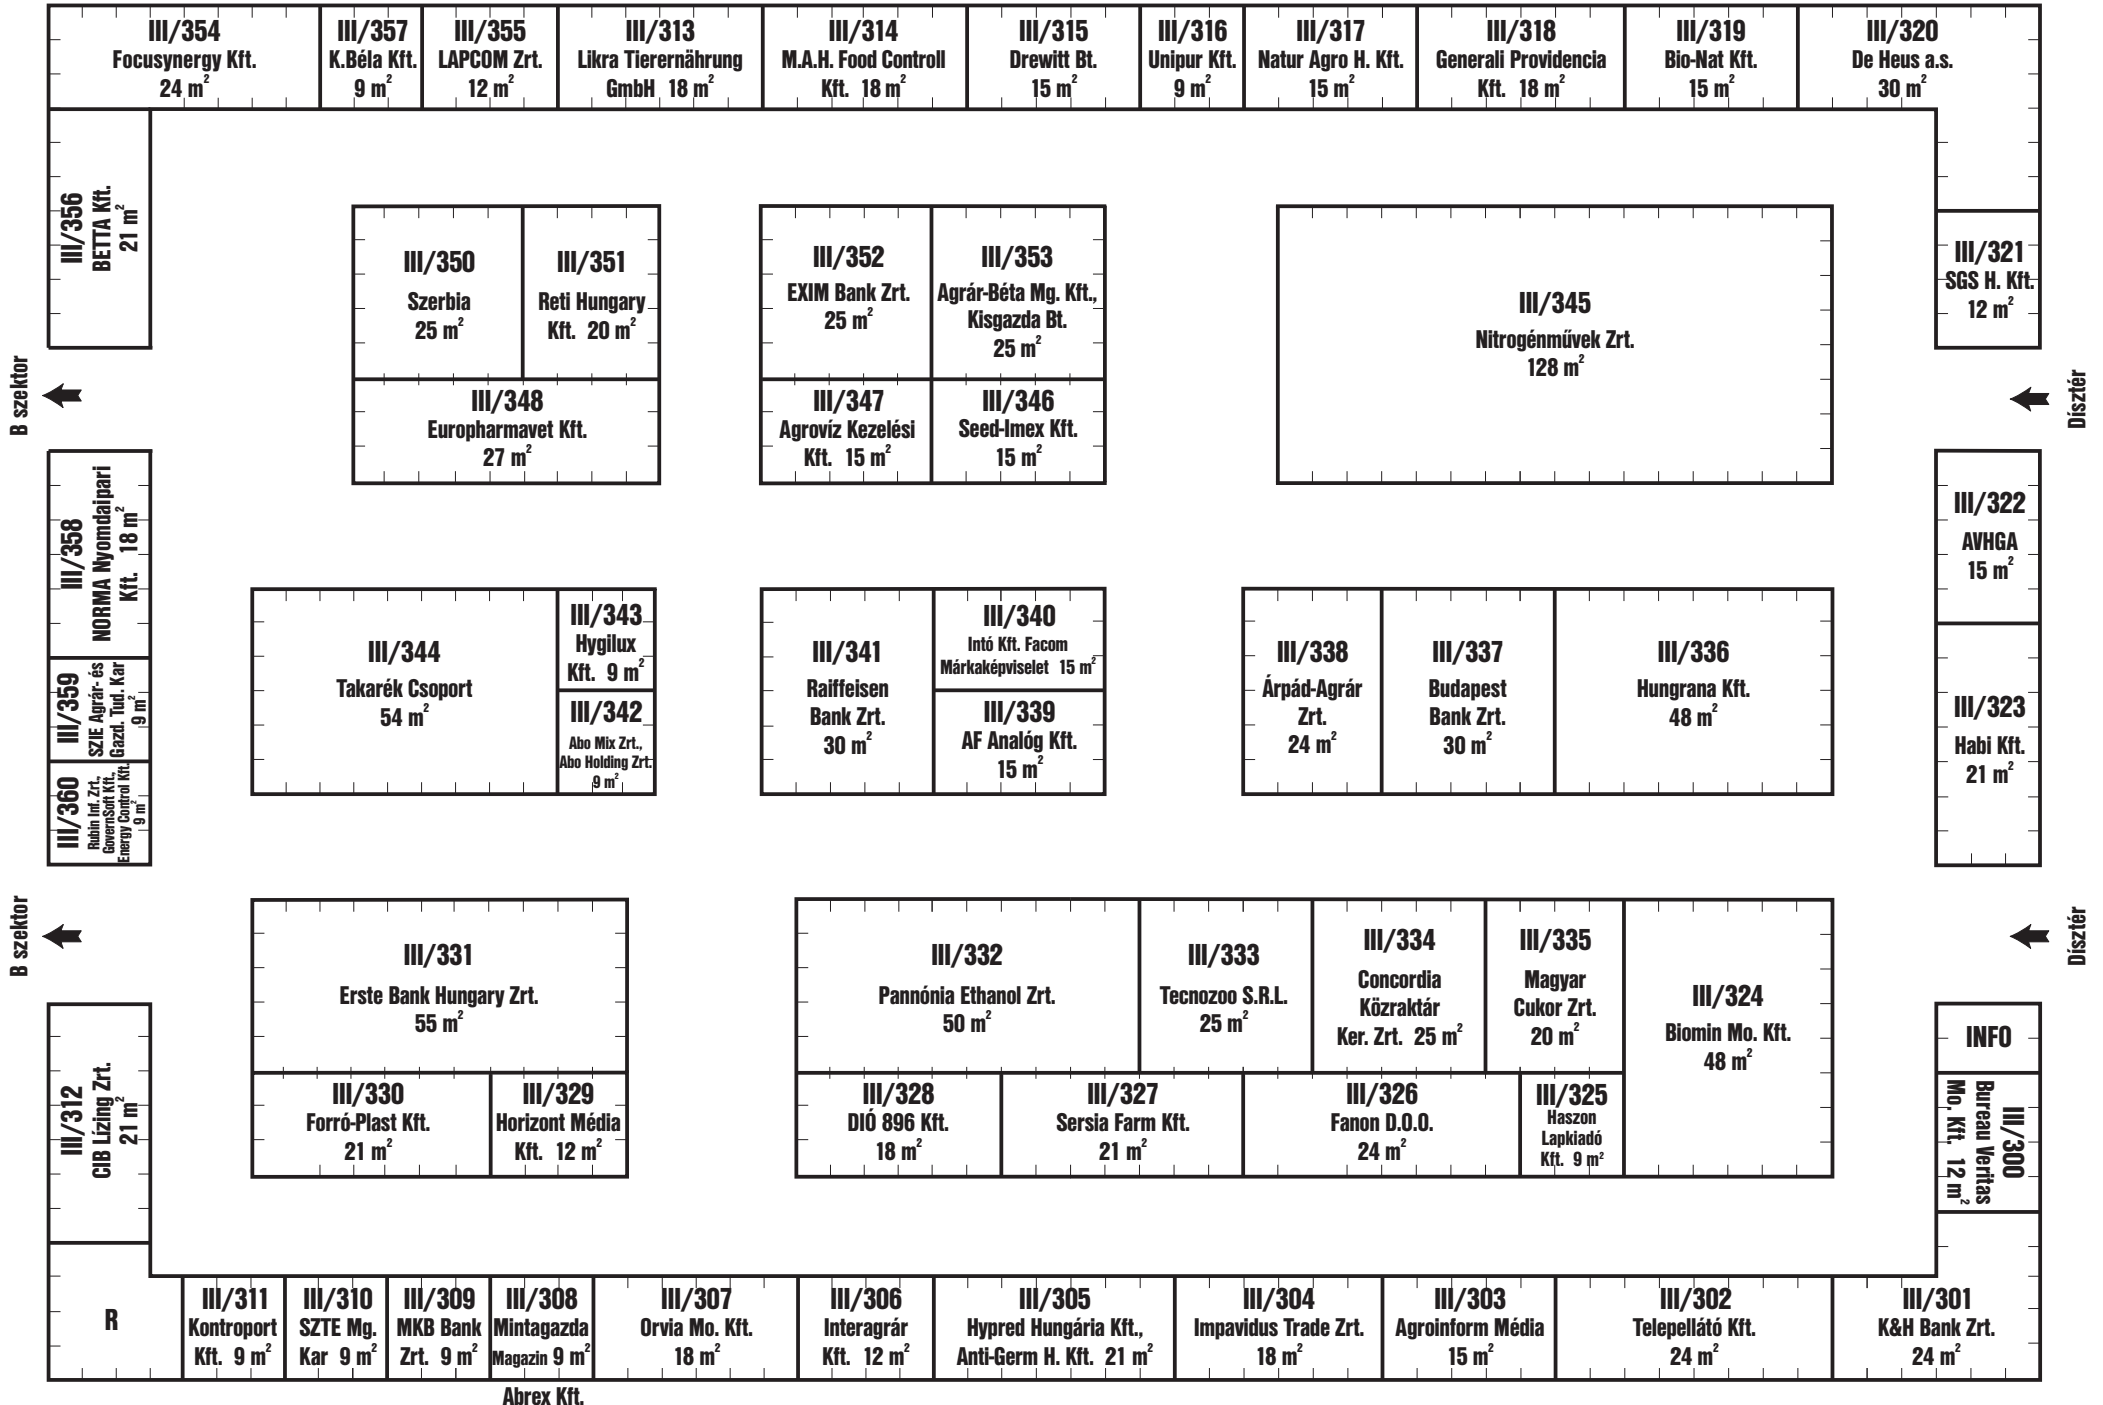 III/354
Focusynergy Kft.
24 m²
III/357
K.Béla Kft.
9 m²
III/355
LAPCOM Zrt.
12 m²
III/313
Likra Tierernährung
GmbH 18 m²
III/314
M.A.H. Food Controll
Kft. 18 m²
III/315
Drewitt Bt.
15 m²
III/316
Unipur Kft.
9 m²
III/317
Natur Agro H. Kft.
15 m²
III/318
Generali Providencia
Kft. 18 m²
III/319
Bio-Nat Kft.
15 m²
III/320
De Heus a.s.
30 m²
III/356
BETTA Kft.
21 m²
III/350
Szerbia
25 m²
III/351
Reti Hungary
Kft. 20 m²
III/352
EXIM Bank Zrt.
25 m²
III/353
Agrár-Béta Mg. Kft.,
Kisgazda Bt.
25 m²
III/345
Nitrogénművek Zrt.
128 m²
III/321
SGS H. Kft.
12 m²
B szektor
III/348
Europharmavet Kft.
27 m²
III/347
Agrovíz Kezelési
Kft. 15 m²
III/346
Seed-Imex Kft.
15 m²
Dísztér
III/358
NORMA Nyomdaipari
Kft. 18 m²
III/322
AVHGA
15 m²
III/359
SZIE Agrár- és
Gazd. Tud. Kar
9 m²
III/344
Takarék Csoport
54 m²
III/343
Hygilux
Kft. 9 m²
III/342
Abo Mix Zrt.,
Abo Holding Zrt.
9 m²
III/341
Raiffeisen
Bank Zrt.
30 m²
III/340
Intó Kft. Facom
Márkaképviselet 15 m²
III/339
AF Analóg Kft.
15 m²
III/338
Árpád-Agrár
Zrt.
24 m²
III/337
Budapest
Bank Zrt.
30 m²
III/336
Hungrana Kft.
48 m²
III/323
Habi Kft.
21 m²
III/360
Rubin Inf. Zrt.,
GovernSoft Kft.,
Energy Control Kft.
9 m²
B szektor
III/331
Erste Bank Hungary Zrt.
55 m²
III/332
Pannónia Ethanol Zrt.
50 m²
III/333
Tecnozoo S.R.L.
25 m²
III/334
Concordia
Közraktár
Ker. Zrt. 25 m²
III/335
Magyar
Cukor Zrt.
20 m²
III/324
Biomin Mo. Kft.
48 m²
Dísztér
INFO
III/312
CIB Lízing Zrt.
21 m²
III/330
Forró-Plast Kft.
21 m²
III/329
Horizont Média
Kft. 12 m²
III/328
DIÓ 896 Kft.
18 m²
III/327
Sersia Farm Kft.
21 m²
III/326
Fanon D.O.O.
24 m²
III/325
Haszon
Lapkiadó
Kft. 9 m²
III/300
Bureau Veritas
Mo. Kft. 12 m²
R
III/311
Kontroport
Kft. 9 m²
III/310
SZTE Mg.
Kar 9 m²
III/309
MKB Bank
Zrt. 9 m²
III/308
Mintagazda
Magazin 9 m²
Abrex Kft.
III/307
Orvia Mo. Kft.
18 m²
III/306
Interagrár
Kft. 12 m²
III/305
Hypred Hungária Kft.,
Anti-Germ H. Kft. 21 m²
III/304
Impavidus Trade Zrt.
18 m²
III/303
Agroinform Média
15 m²
III/302
Telepellátó Kft.
24 m²
III/301
K&H Bank Zrt.
24 m²